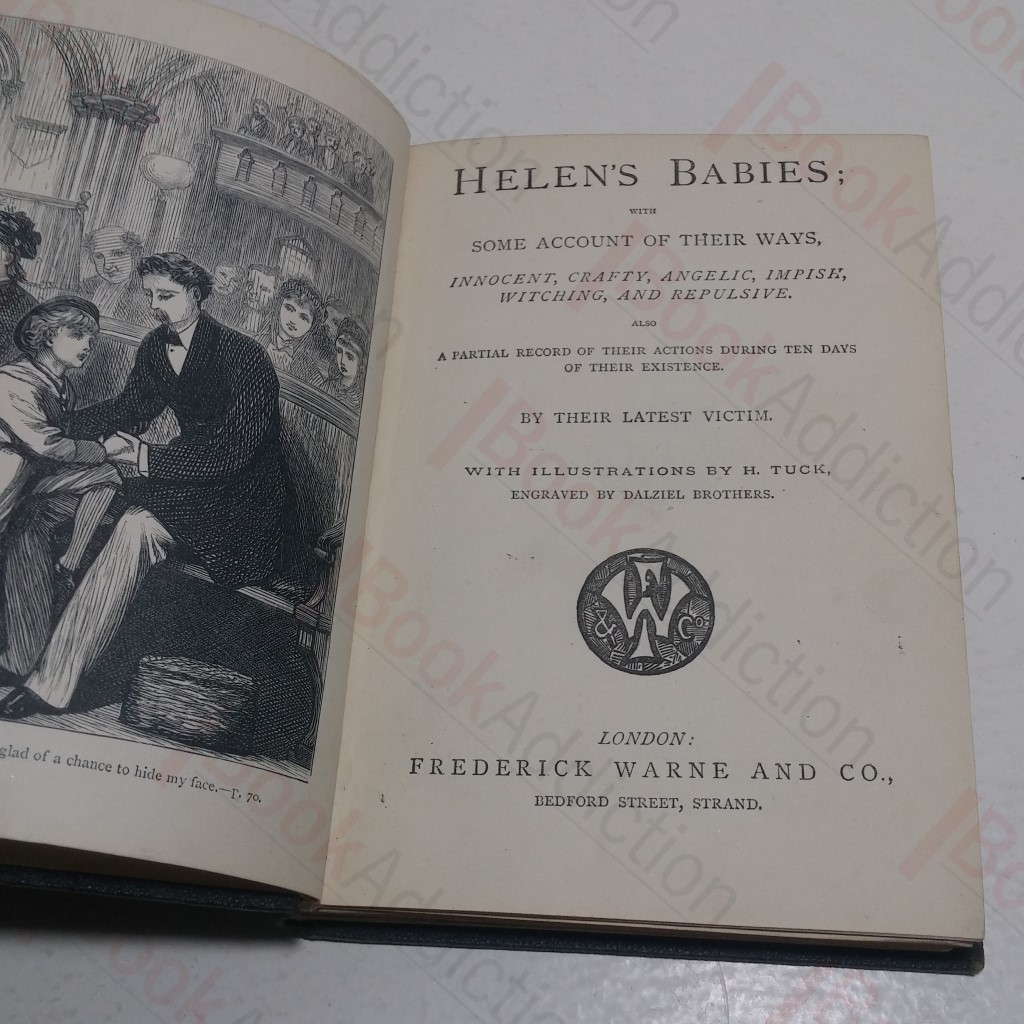 glad of a chance to hide my face.—P. 70.
HELEN'S BABIES;
WITH
SOME ACCOUNT OF THEIR WAYS,
INNOCENT, CRAFTY, ANGELIC, IMPISH,
WITCHING, AND REPULSIVE.
ALSO
A PARTIAL RECORD OF THEIR ACTIONS DURING TEN DAYS
OF THEIR EXISTENCE.
BY THEIR LATEST VICTIM.
WITH ILLUSTRATIONS BY H. TUCK,
ENGRAVED BY DALZIEL BROTHERS.
F W & Co.
LONDON:
FREDERICK WARNE AND CO.,
BEDFORD STREET, STRAND.
BookAddiction